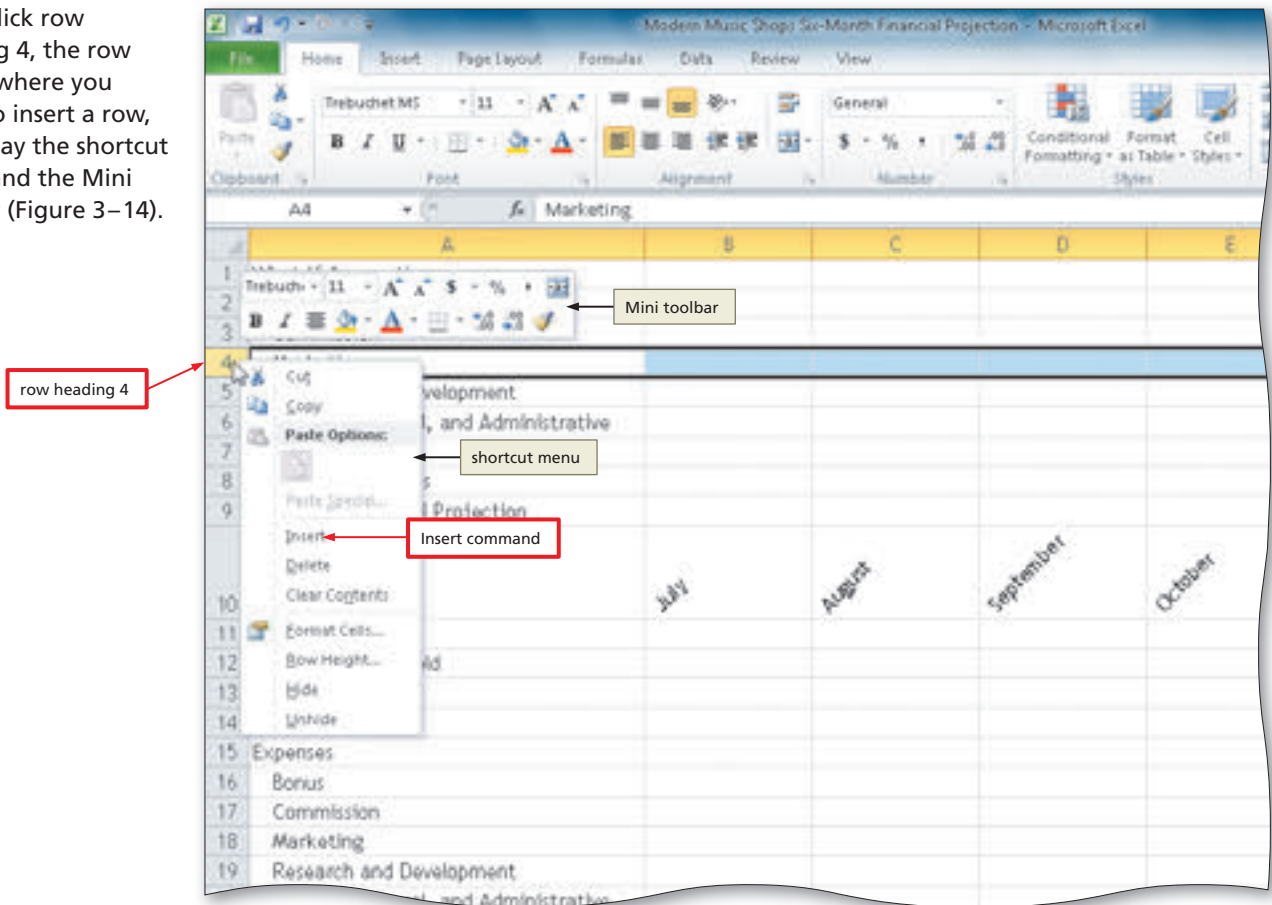 lick row
g 4, the row
where you
o insert a row,
ay the shortcut
and the Mini
(Figure 3–14).
Modern Music Shops Six-Month Financial Projection - Microsoft Excel
File Home Insert Page Layout Formulas Data Review View
Trebuchet MS 11 A A General
Paste B I U A $ % , Conditional Formatting Format as Table Cell Styles
Clipboard Font Alignment Number Styles
A4 fx Marketing
A B C D E
1
Trebuch 11 A A $ % ,
2 Mini toolbar
B I A
3
4
row heading 4
Cut
5 velopment
Copy
6 l, and Administrative
Paste Options:
7 shortcut menu
8 s
Paste Special...
9 l Projection
Insert Insert command
Delete
Clear Contents
10 July August September October
11 Format Cells...
12 Row Height... ld
13 Hide
14 Unhide
15 Expenses
16 Bonus
17 Commission
18 Marketing
19 Research and Development
l, and Administrative